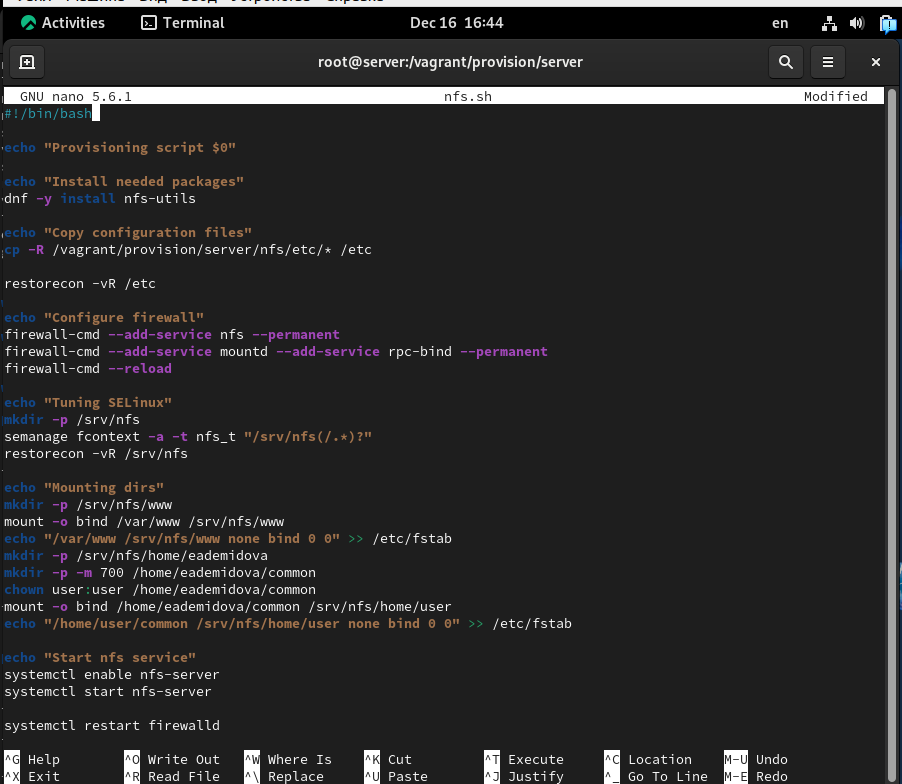 Activities Terminal Dec 16 16:44 en
root@server:/vagrant/provision/server
GNU nano 5.6.1 nfs.sh Modified
#!/bin/bash
echo "Provisioning script $0"
echo "Install needed packages"
dnf -y install nfs-utils
echo "Copy configuration files"
cp -R /vagrant/provision/server/nfs/etc/* /etc
restorecon -vR /etc
echo "Configure firewall"
firewall-cmd --add-service nfs --permanent
firewall-cmd --add-service mountd --add-service rpc-bind --permanent
firewall-cmd --reload
echo "Tuning SELinux"
mkdir -p /srv/nfs
semanage fcontext -a -t nfs_t "/srv/nfs(/.*)?"
restorecon -vR /srv/nfs
echo "Mounting dirs"
mkdir -p /srv/nfs/www
mount -o bind /var/www /srv/nfs/www
echo "/var/www /srv/nfs/www none bind 0 0" >> /etc/fstab
mkdir -p /srv/nfs/home/eademidova
mkdir -p -m 700 /home/eademidova/common
chown user:user /home/eademidova/common
mount -o bind /home/eademidova/common /srv/nfs/home/user
echo "/home/user/common /srv/nfs/home/user none bind 0 0" >> /etc/fstab
echo "Start nfs service"
systemctl enable nfs-server
systemctl start nfs-server
systemctl restart firewalld
^G Help ^O Write Out ^W Where Is ^K Cut ^T Execute ^C Location M-U Undo
^X Exit ^R Read File ^\ Replace ^U Paste ^J Justify ^_ Go To Line M-E Redo